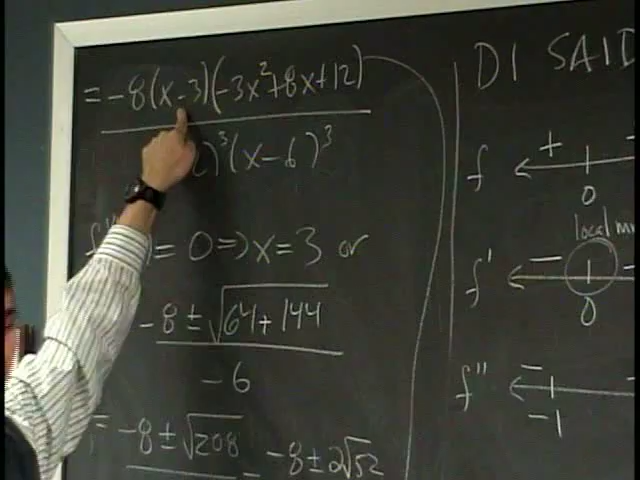 = -8(x-3)(-3x²+8x+12)
)³(x-6)³
= 0 => x = 3 or
-8 ± √64 + 144
-6
= -8 ± √208 = -8 ± 2√52
DI SAID
f + 0
local m
f' - 0
f'' - -1